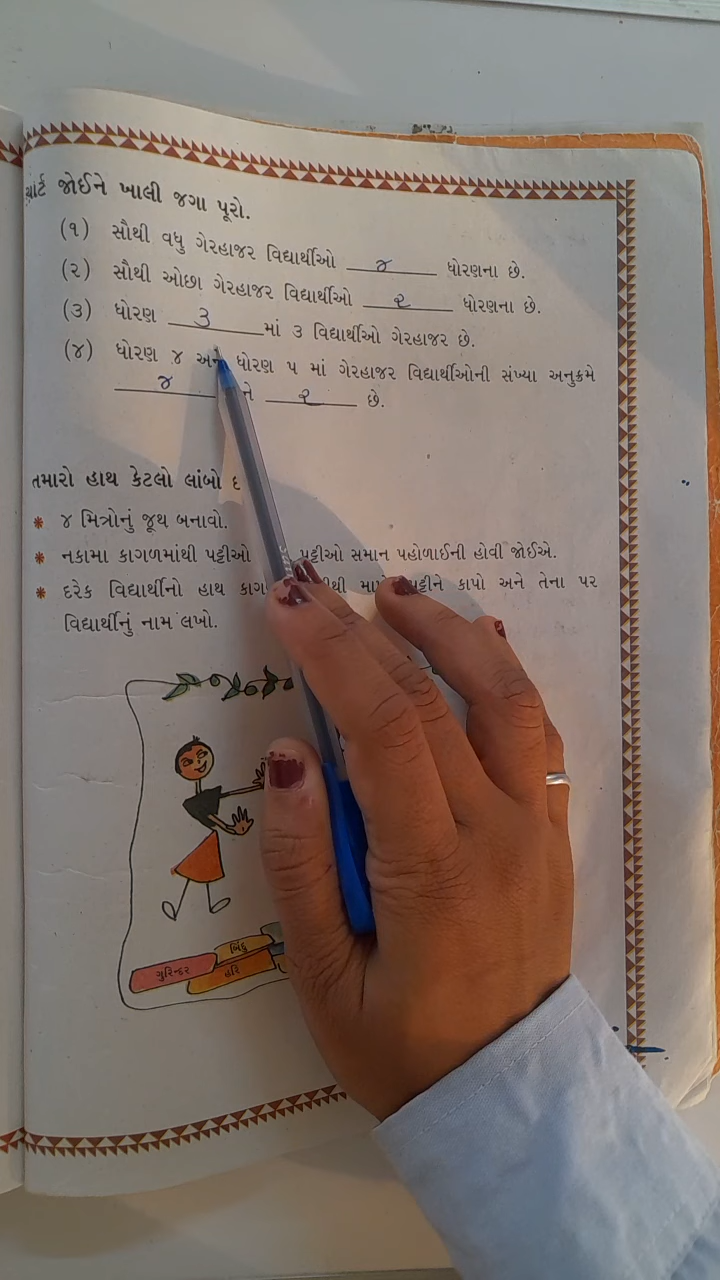 ચાર્ટ જોઈને ખાલી જગા પૂરો.
(૧) સૌથી વધુ ગેરહાજર વિદ્યાર્થીઓ ૪ ધોરણના છે.
(૨) સૌથી ઓછા ગેરહાજર વિદ્યાર્થીઓ ૨ ધોરણના છે.
(૩) ધોરણ ૩ માં ૩ વિદ્યાર્થીઓ ગેરહાજર છે.
(૪) ધોરણ ૪ અને ધોરણ ૫ માં ગેરહાજર વિદ્યાર્થીઓની સંખ્યા અનુક્રમે
૪ ને ૨ છે.
તમારો હાથ કેટલો લાંબો
૪ મિત્રોનું જૂથ બનાવો.
નકામા કાગળમાંથી પટ્ટીઓ પટ્ટીઓ સમાન પહોળાઈની હોવી જોઈએ.
દરેક વિદ્યાર્થીનો હાથ પટ્ટીને કાપો અને તેના પર
વિદ્યાર્થીનું નામ લખો.
બિંદુ
ગુરિન્દર હરિ